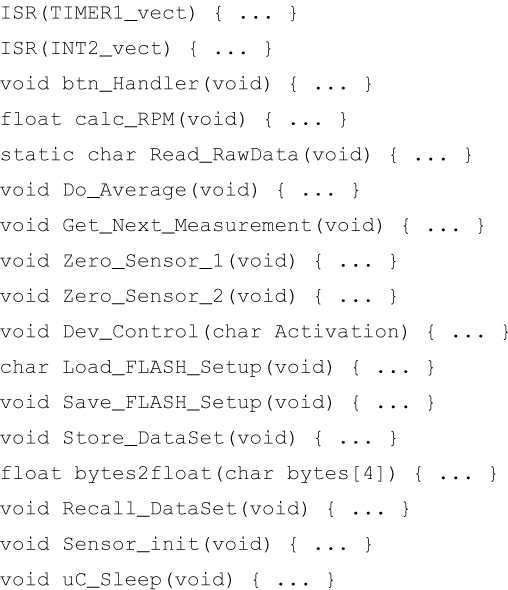 ISR(TIMER1_vect) { ... }
ISR(INT2_vect) { ... }
void btn_Handler(void) { ... }
float calc_RPM(void) { ... }
static char Read_RawData(void) { ... }
void Do_Average(void) { ... }
void Get_Next_Measurement(void) { ... }
void Zero_Sensor_1(void) { ... }
void Zero_Sensor_2(void) { ... }
void Dev_Control(char Activation) { ... }
char Load_FLASH_Setup(void) { ... }
void Save_FLASH_Setup(void) { ... }
void Store_DataSet(void) { ... }
float bytes2float(char bytes[4]) { ... }
void Recall_DataSet(void) { ... }
void Sensor_init(void) { ... }
void uC_Sleep(void) { ... }